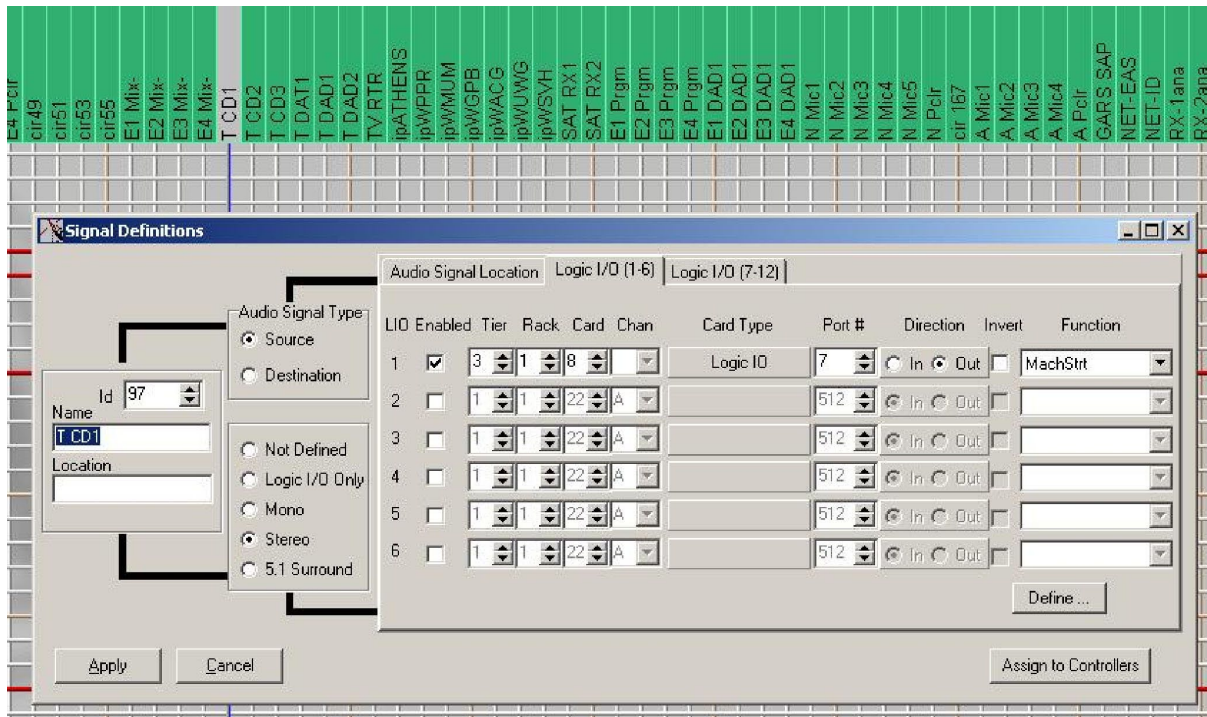 E4 Pclr
cir49
cir51
cir53
cir55
E1 Mix-
E2 Mix-
E3 Mix-
E4 Mix-
T CD1
T CD2
T CD3
T DAT1
T DAD1
T DAD2
TV RTR
ipATHENS
ipWPPR
ipWMUM
ipWGPB
ipWACG
ipWUWG
ipWSVH
SAT RX1
SAT RX2
E1 Prgm
E2 Prgm
E3 Prgm
E4 Prgm
E1 DAD1
E2 DAD1
E3 DAD1
E4 DAD1
N Mic1
N Mic2
N Mic3
N Mic4
N Mic5
N Pclr
cir 167
A Mic1
A Mic2
A Mic3
A Mic4
A Pclr
GARS SAP
NET-EAS
NET-ID
RX-1ana
RX-2ana
Signal Definitions
Id 97
Name
T CD1
Location
Audio Signal Type
Source
Destination
Not Defined
Logic I/O Only
Mono
Stereo
5.1 Surround
Audio Signal Location Logic I/O (1-6) Logic I/O (7-12)
LIO Enabled Tier Rack Card Chan Card Type Port # Direction Invert Function
1 3 1 8 Logic IO 7 In Out MachStrt
2 1 1 22 A 512 In Out
3 1 1 22 A 512 In Out
4 1 1 22 A 512 In Out
5 1 1 22 A 512 In Out
6 1 1 22 A 512 In Out
Define ...
Apply Cancel Assign to Controllers